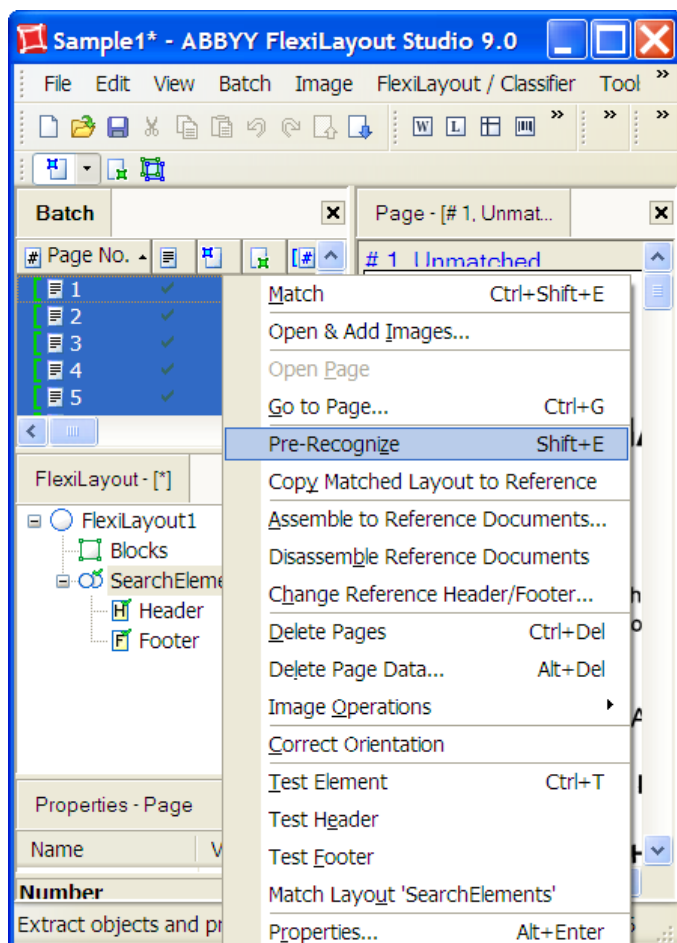 Sample1* - ABBYY FlexiLayout Studio 9.0
File Edit View Batch Image FlexiLayout / Classifier Tool »
W L » » »
Batch
Page - [# 1, Unmat...
# Page No. [#
# 1 Unmatched
1
2
3
4
5
Match Ctrl+Shift+E
Open & Add Images...
Open Page
Go to Page... Ctrl+G
Pre-Recognize Shift+E
Copy Matched Layout to Reference
Assemble to Reference Documents...
Disassemble Reference Documents
Change Reference Header/Footer...
Delete Pages Ctrl+Del
Delete Page Data... Alt+Del
Image Operations
Correct Orientation
Test Element Ctrl+T
Test Header
Test Footer
Match Layout 'SearchElements'
Properties... Alt+Enter
FlexiLayout - [*]
FlexiLayout1
Blocks
SearchEleme
H Header
F Footer
Properties - Page
Name V
Number
Extract objects and pr